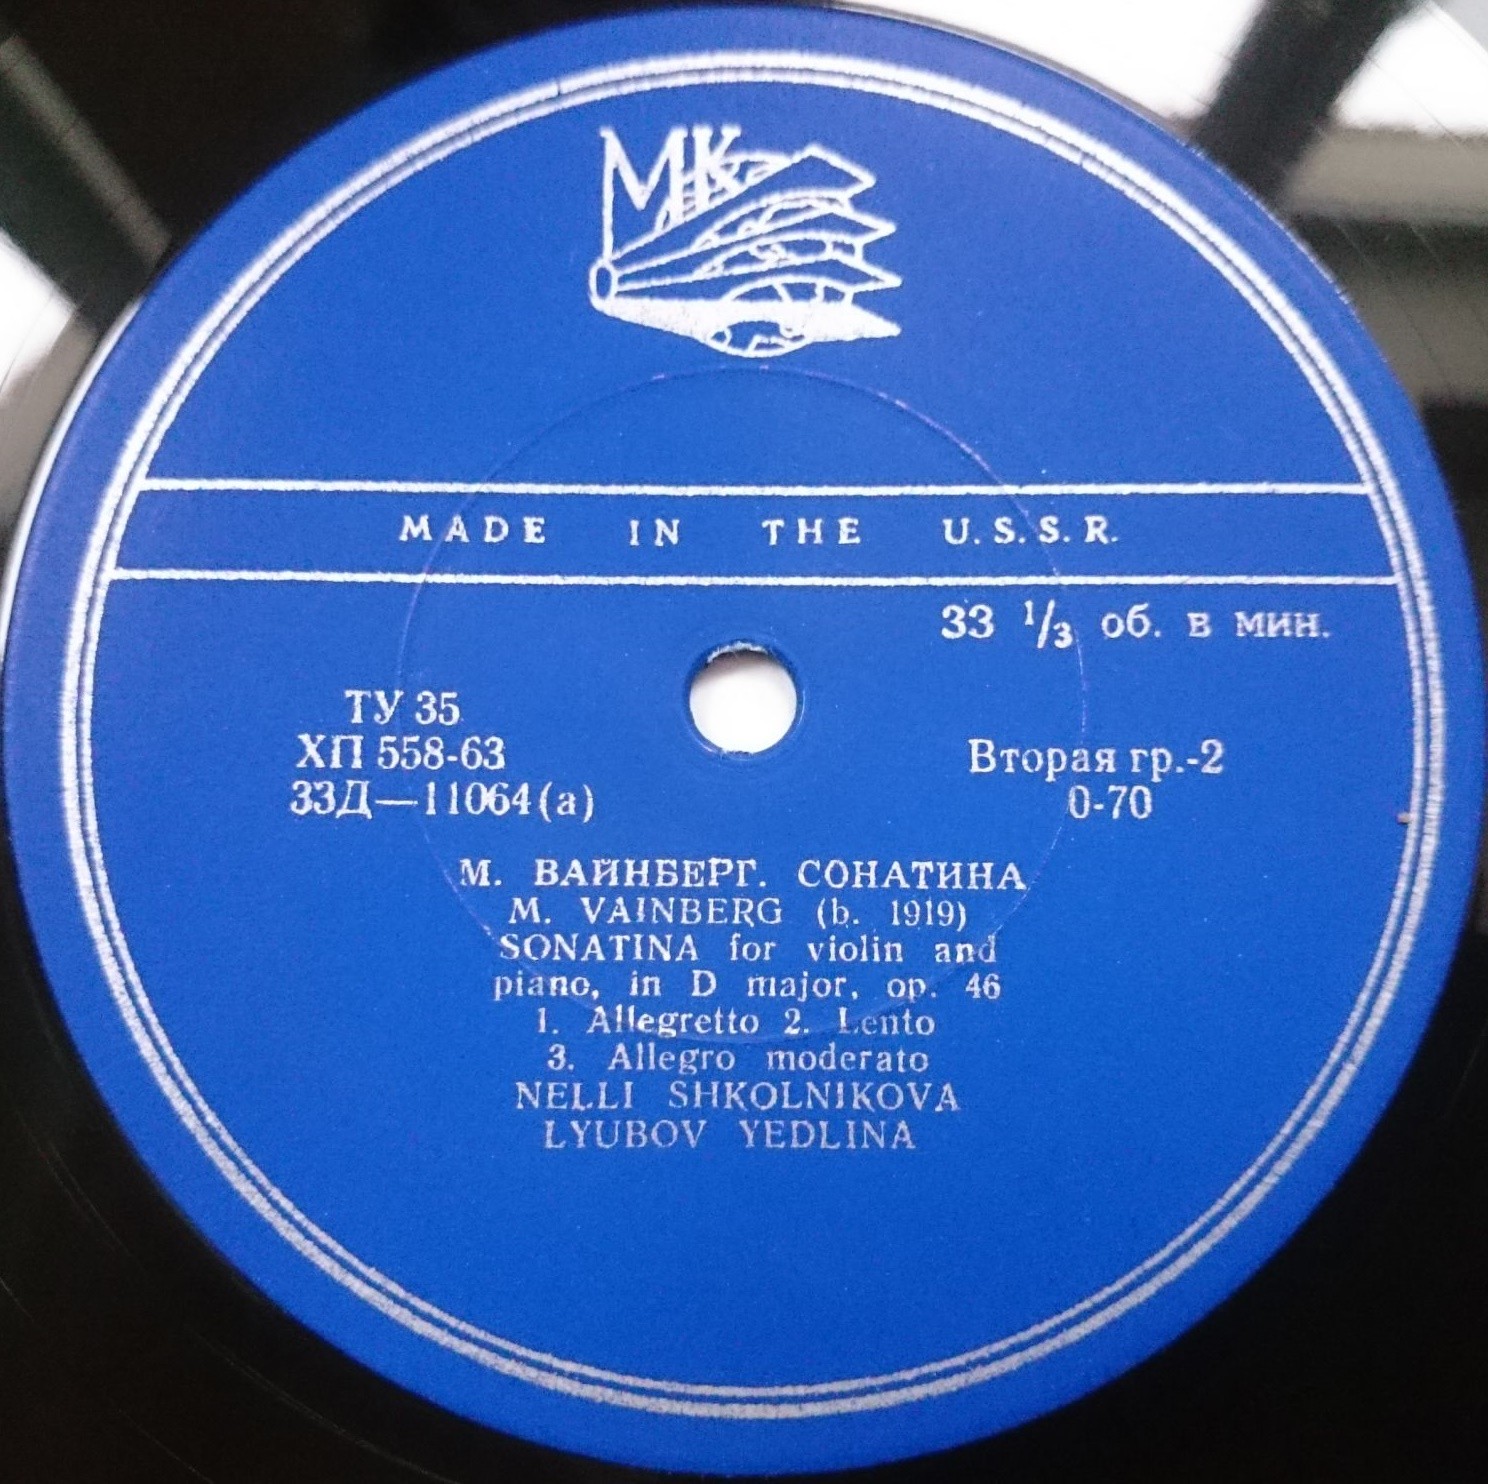 МК
MADE IN THE U.S.S.R.
33 1/3 об. в мин.
ТУ 35
ХП 558-63
33Д—11064(а)
Вторая гр.-2
0-70
М. ВАЙНБЕРГ. СОНАТИНА
M. VAINBERG (b. 1919)
SONATINA for violin and
piano, in D major, op. 46
1. Allegretto 2. Lento
3. Allegro moderato
NELLI SHKOLNIKOVA
LYUBOV YEDLINA